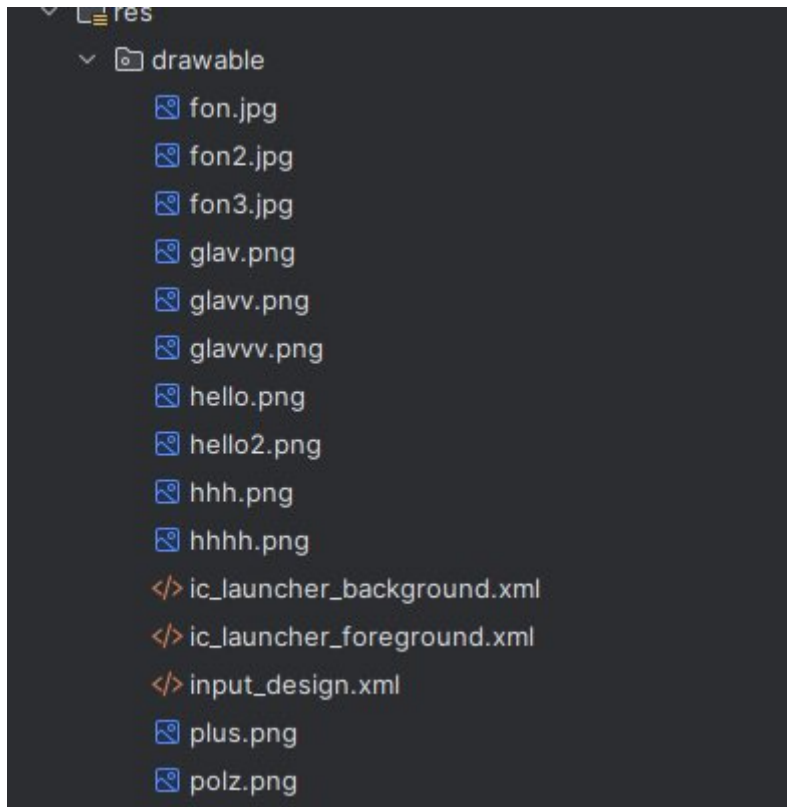 res
drawable
fon.jpg
fon2.jpg
fon3.jpg
glav.png
glavv.png
glavvv.png
hello.png
hello2.png
hhh.png
hhhh.png
ic_launcher_background.xml
ic_launcher_foreground.xml
input_design.xml
plus.png
polz.png